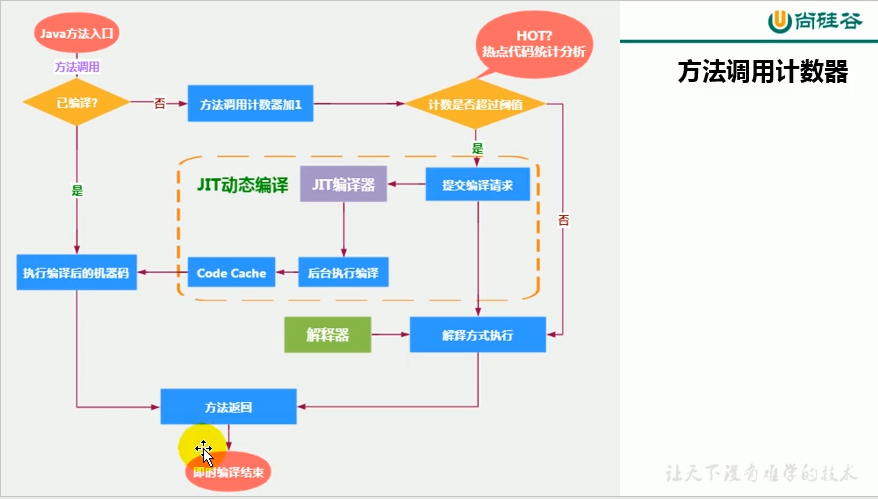 尚硅谷
方法调用计数器
Java方法入口
方法调用
已编译?
否
方法调用计数器加1
HOT?
热点代码统计分析
计数是否超过阈值
是
是
否
JIT动态编译
JIT编译器
提交编译请求
执行编译后的机器码
Code Cache
后台执行编译
解释器
解释方式执行
方法返回
即时编译结束
让天下没有难学的技术